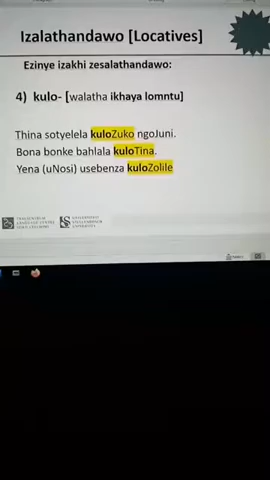 Izalathandawo [Locatives]
Ezinye izakhi zesalathandawo:
4) kulo- [walatha ikhaya lomntu]
Thina sotyelela kuloZuko ngoJuni.
Bona bonke bahlala kuloTina.
Yena (uNosi) usebenza kuloZolile